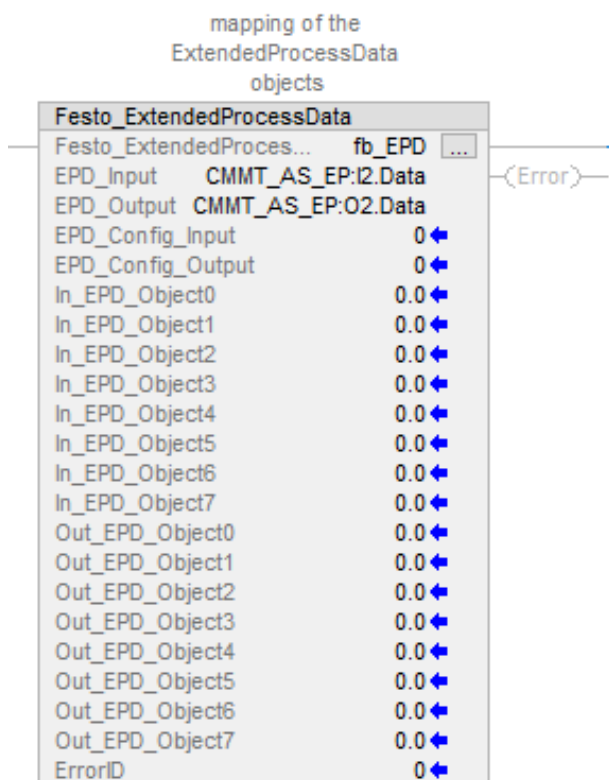 mapping of the
ExtendedProcessData
objects
Festo_ExtendedProcessData
Festo_ExtendedProces... fb_EPD ...
EPD_Input CMMT_AS_EP:I2.Data (Error)
EPD_Output CMMT_AS_EP:O2.Data
EPD_Config_Input 0
EPD_Config_Output 0
In_EPD_Object0 0.0
In_EPD_Object1 0.0
In_EPD_Object2 0.0
In_EPD_Object3 0.0
In_EPD_Object4 0.0
In_EPD_Object5 0.0
In_EPD_Object6 0.0
In_EPD_Object7 0.0
Out_EPD_Object0 0.0
Out_EPD_Object1 0.0
Out_EPD_Object2 0.0
Out_EPD_Object3 0.0
Out_EPD_Object4 0.0
Out_EPD_Object5 0.0
Out_EPD_Object6 0.0
Out_EPD_Object7 0.0
ErrorID 0